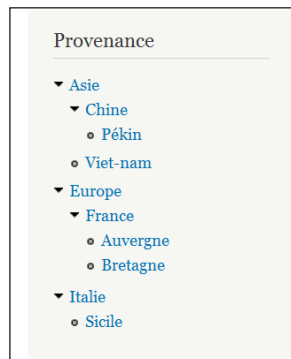 Provenance
Asie
Chine
Pékin
Viet-nam
Europe
France
Auvergne
Bretagne
Italie
Sicile